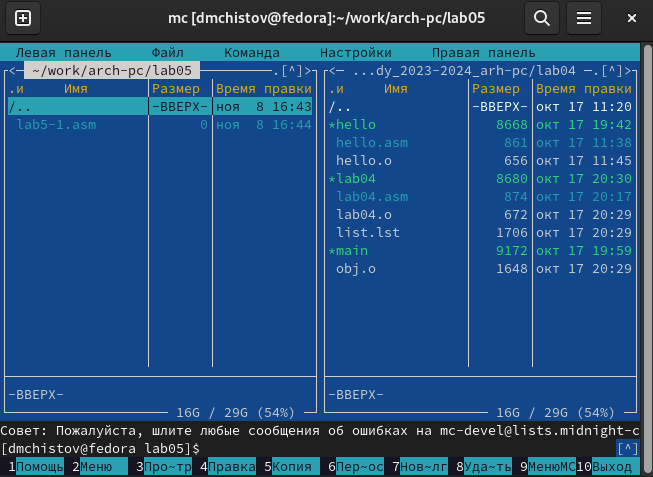 mc [dmchistov@fedora]:~/work/arch-pc/lab05
Левая панель Файл Команда Настройки Правая панель
<─ ~/work/arch-pc/lab05 ─.[^]>
.и Имя Размер Время правки
/.. -ВВЕРХ- ноя 8 16:43
lab5-1.asm 0 ноя 8 16:44
-ВВЕРХ-
16G / 29G (54%)
<─ ...dy_2023-2024_arh-pc/lab04 ─.[^]>
.и Имя Размер Время правки
/.. -ВВЕРХ- окт 17 11:20
*hello 8668 окт 17 19:42
hello.asm 861 окт 17 11:38
hello.o 656 окт 17 11:45
*lab04 8680 окт 17 20:30
lab04.asm 874 окт 17 20:17
lab04.o 672 окт 17 20:29
list.lst 1706 окт 17 20:29
*main 9172 окт 17 19:59
obj.o 1648 окт 17 20:29
-ВВЕРХ-
16G / 29G (54%)
Совет: Пожалуйста, шлите любые сообщения об ошибках на mc-devel@lists.midnight-c
[dmchistov@fedora lab05]$ [^]
1Помощь 2Меню 3Про~тр 4Правка 5Копия 6Пер~ос 7Нов~лг 8Уда~ть 9МенюMC 10Выход